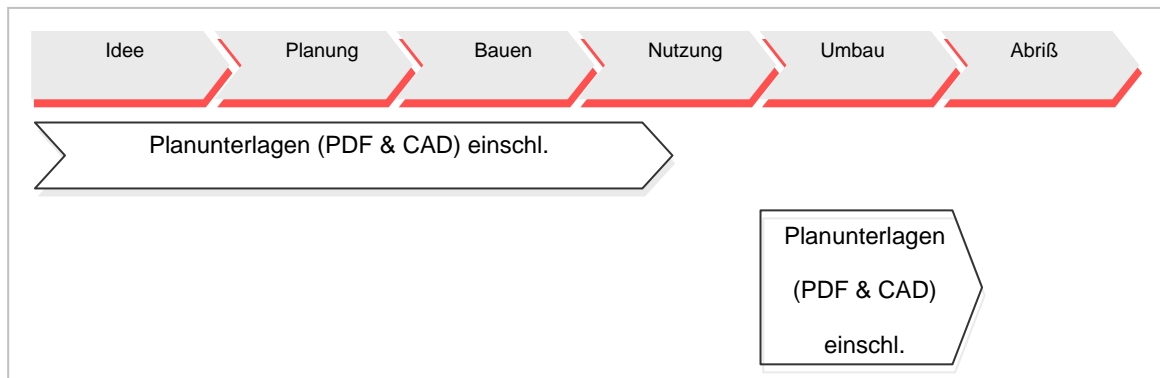 Idee Planung Bauen Nutzung Umbau Abriß
Planunterlagen (PDF & CAD) einschl.
Planunterlagen
(PDF & CAD)
einschl.